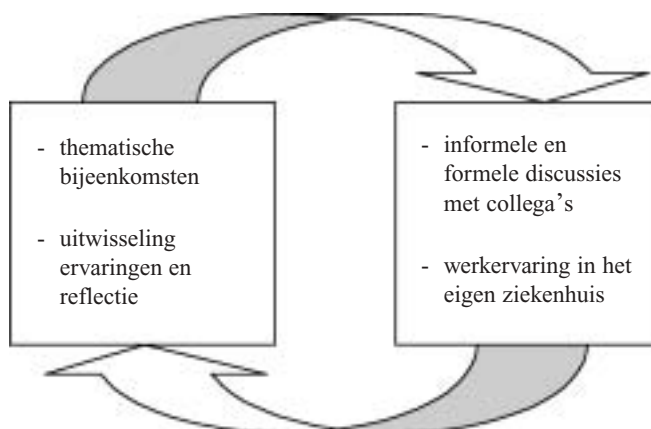 - thematische
bijeenkomsten
- uitwisseling
ervaringen en
reflectie
- informele en
formele discussies
met collega's
- werkervaring in het
eigen ziekenhuis